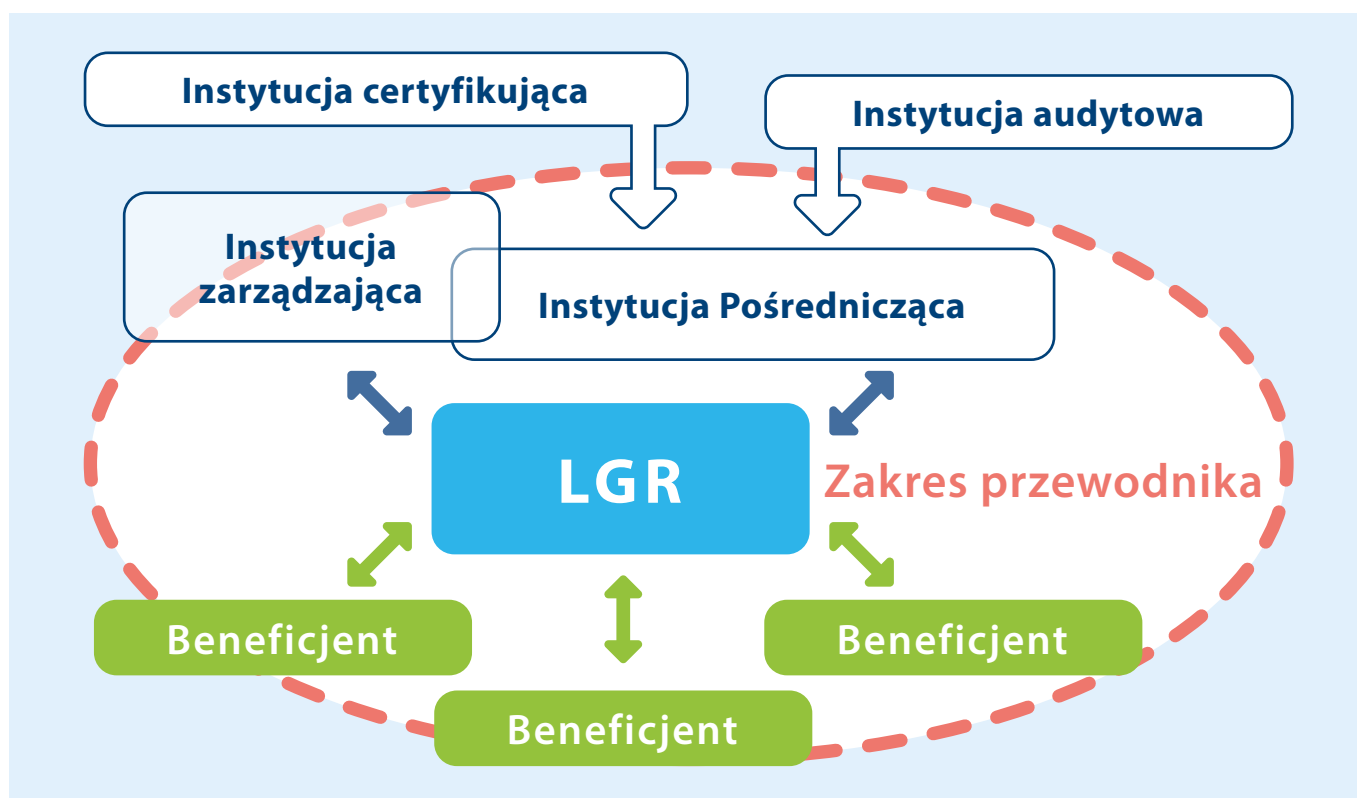 Instytucja certyfikująca
Instytucja audytowa
Instytucja
zarządzająca
Instytucja Pośrednicząca
LGR
Zakres przewodnika
Beneficjent
Beneficjent
Beneficjent